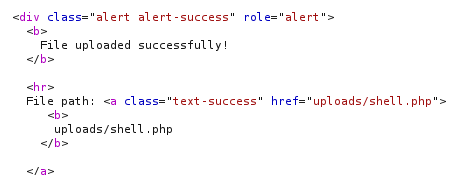 <div class="alert alert-success" role="alert">
<b>
File uploaded successfully!
</b>
<hr>
File path: <a class="text-success" href="uploads/shell.php">
<b>
uploads/shell.php
</b>
</a>